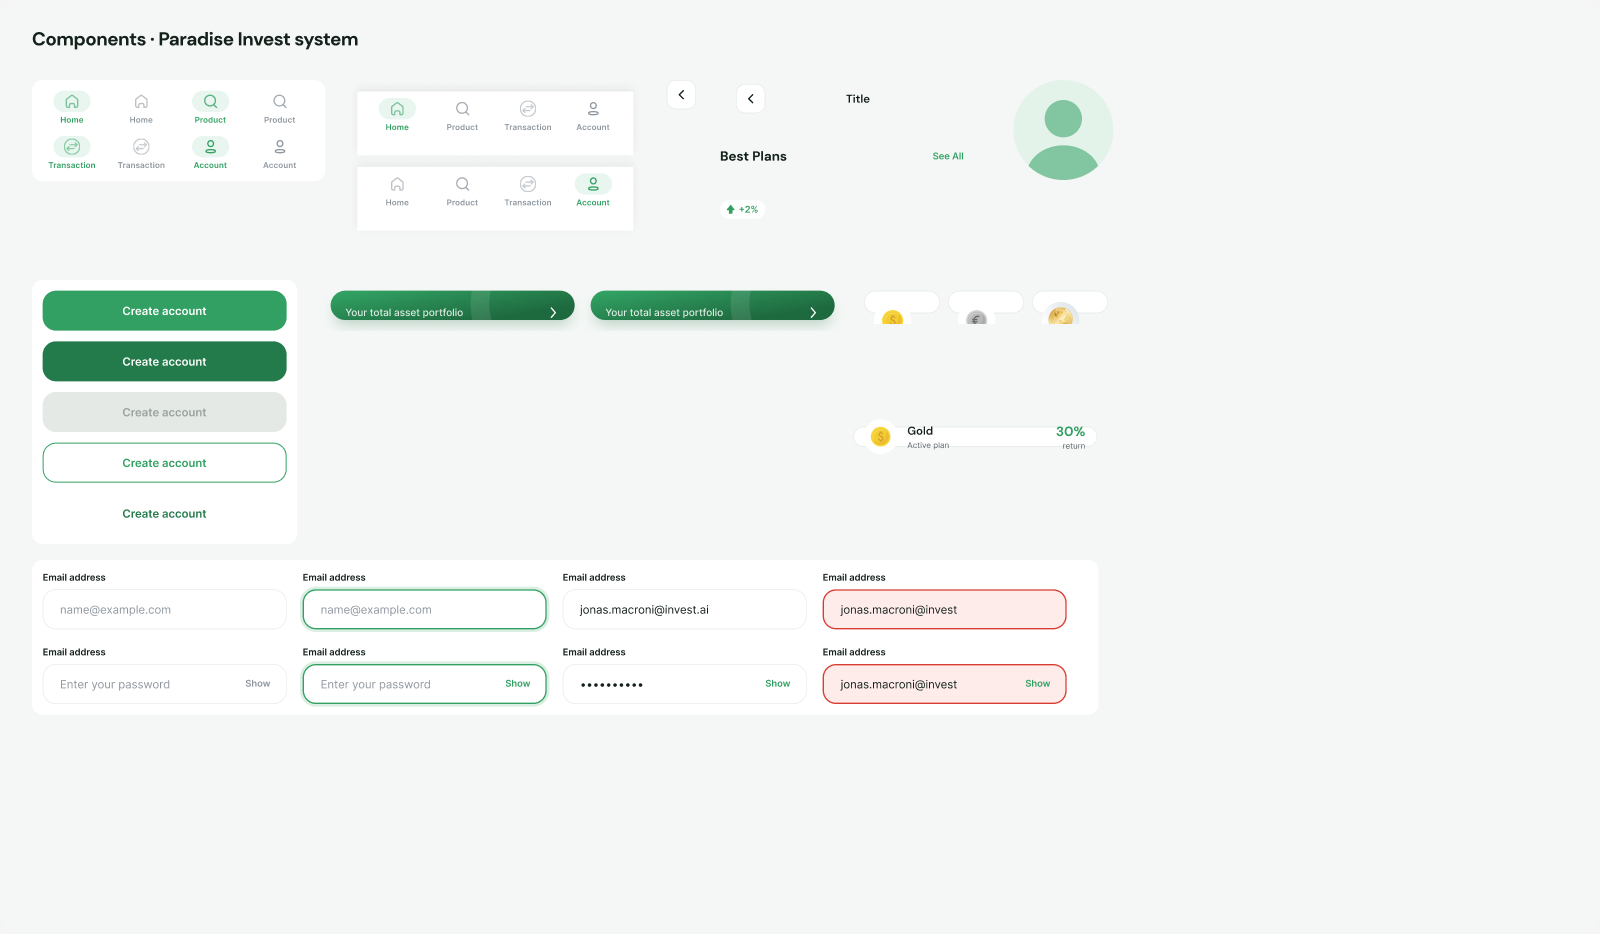 Components · Paradise Invest system
Home Home Product Product
Transaction Transaction Account Account
Home Product Transaction Account
Home Product Transaction Account
Title
Best Plans See All
+2%
Create account
Create account
Create account
Create account
Create account
Your total asset portfolio
Your total asset portfolio
Gold 30%
Active plan return
Email address Email address Email address Email address
name@example.com name@example.com jonas.macroni@invest.ai jonas.macroni@invest
Email address Email address Email address Email address
Enter your password Show Enter your password Show •••••••••• Show jonas.macroni@invest Show